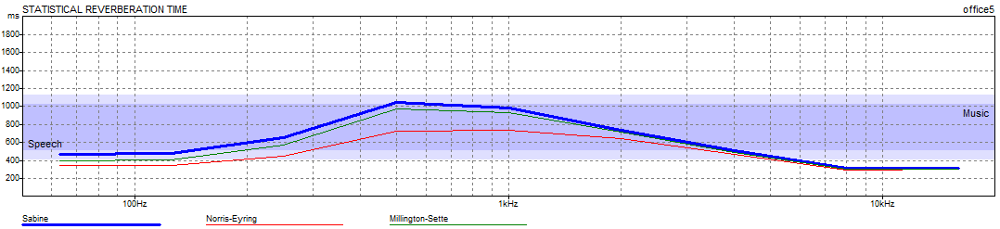 STATISTICAL REVERBERATION TIME office5
ms
1800
1600
1400
1200
1000
Music
800
600
Speech
400
200
100Hz 1kHz 10kHz
Sabine Norris-Eyring Millington-Sette